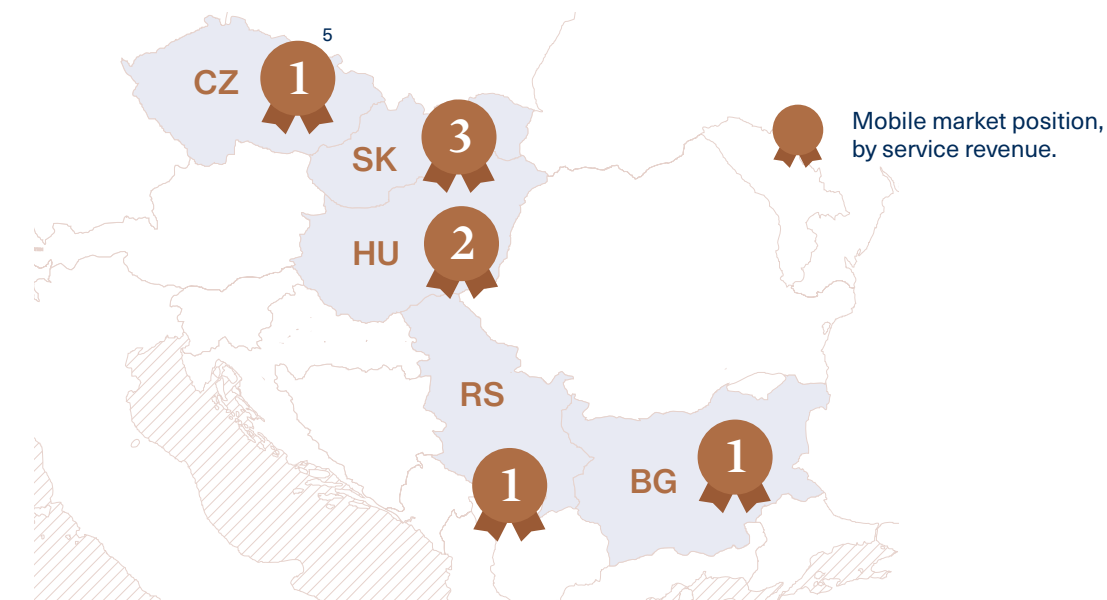 5
CZ 1
SK 3
HU 2
RS
1
BG 1
Mobile market position,
by service revenue.